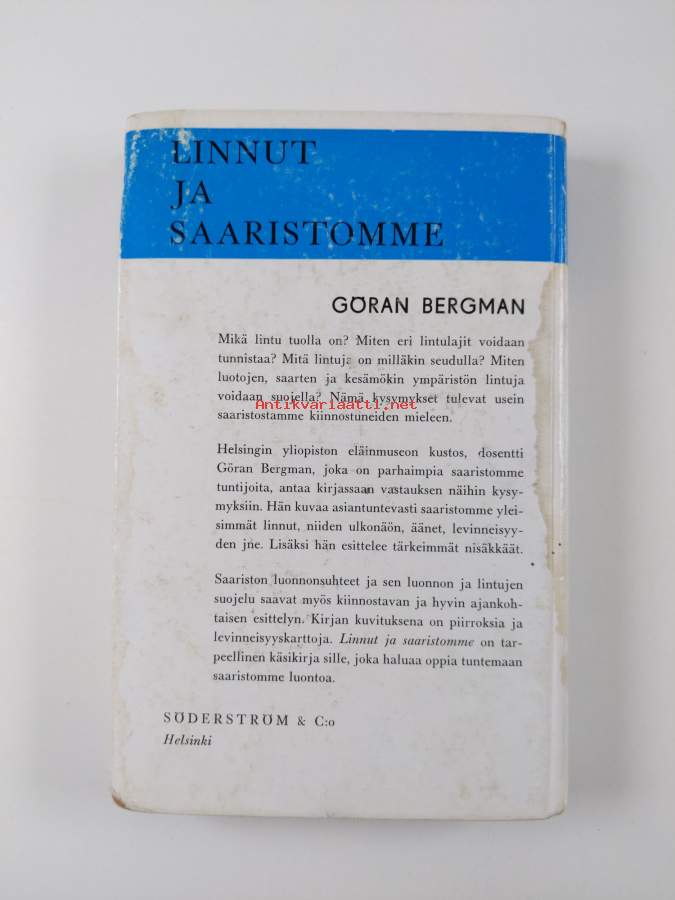 LINNUT
JA
SAARISTOMME
GÖRAN BERGMAN
Mikä lintu tuolla on? Miten eri lintulajit voidaan
tunnistaa? Mitä lintuja on milläkin seudulla? Miten
luotojen, saarten ja kesämökin ympäristön lintuja
voidaan suojella? Nämä kysymykset tulevat usein
Antikvariaatti.net
saaristostamme kiinnostuneiden mieleen.
Helsingin yliopiston eläinmuseon kustos, dosentti
Göran Bergman, joka on parhaimpia saaristomme
tuntijoita, antaa kirjassaan vastauksen näihin kysy-
myksiin. Hän kuvaa asiantuntevasti saaristomme ylei-
simmät linnut, niiden ulkonäön, äänet, levinneisyy-
den jne. Lisäksi hän esittelee tärkeimmät nisäkkäät.
Saariston luonnonsuhteet ja sen luonnon ja lintujen
suojelu saavat myös kiinnostavan ja hyvin ajankoh-
taisen esittelyn. Kirjan kuvituksena on piirroksia ja
levinneisyyskarttoja. Linnut ja saaristomme on tar-
peellinen käsikirja sille, joka haluaa oppia tuntemaan
saaristomme luontoa.
SÖDERSTRÖM & C:o
Helsinki